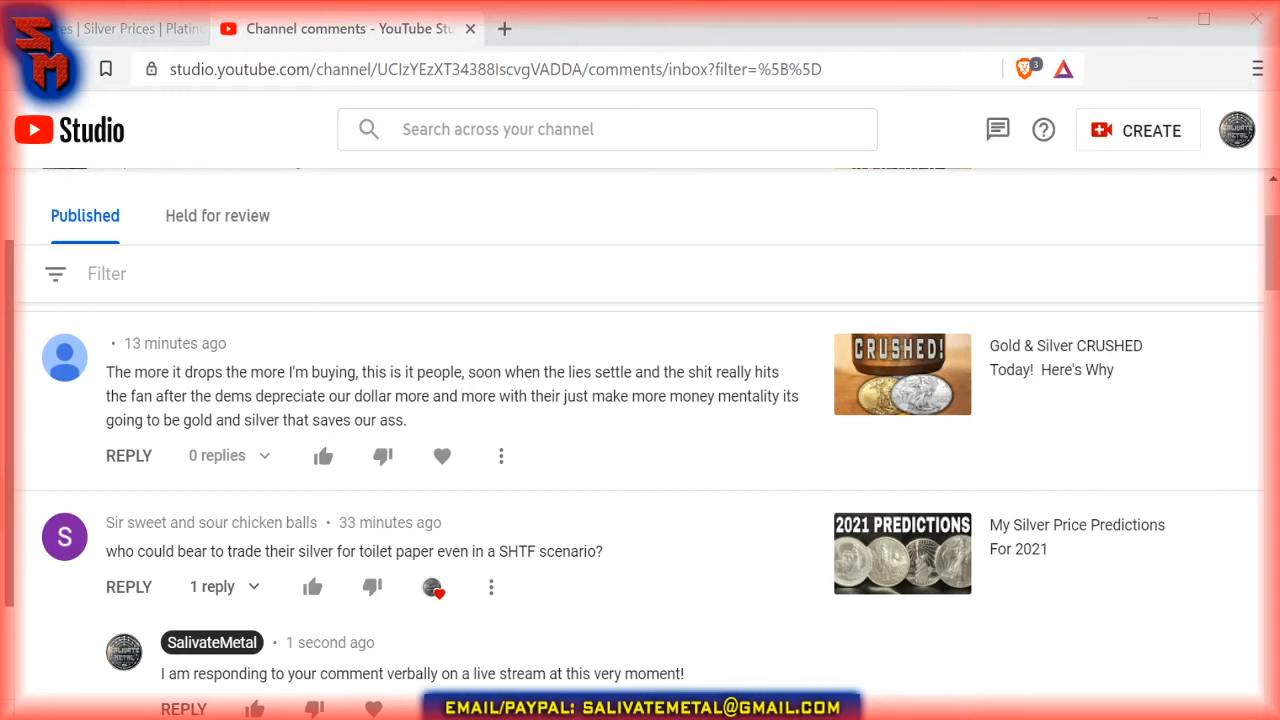 SM
es | Silver Prices | Platin
Channel comments - YouTube Stu
studio.youtube.com/channel/UCIzYEzXT34388lscvgVADDA/comments/inbox?filter=%5B%5D
3
Studio
Search across your channel
CREATE
Published
Held for review
Filter
• 13 minutes ago
The more it drops the more I'm buying, this is it people, soon when the lies settle and the shit really hits
the fan after the dems depreciate our dollar more and more with their just make more money mentality its
going to be gold and silver that saves our ass.
REPLY
0 replies
CRUSHED!
Gold & Silver CRUSHED
Today! Here's Why
S
Sir sweet and sour chicken balls • 33 minutes ago
who could bear to trade their silver for toilet paper even in a SHTF scenario?
REPLY
1 reply
2021 PREDICTIONS
My Silver Price Predictions
For 2021
SalivateMetal • 1 second ago
I am responding to your comment verbally on a live stream at this very moment!
REPLY
EMAIL/PAYPAL: SALIVATEMETAL@GMAIL.COM